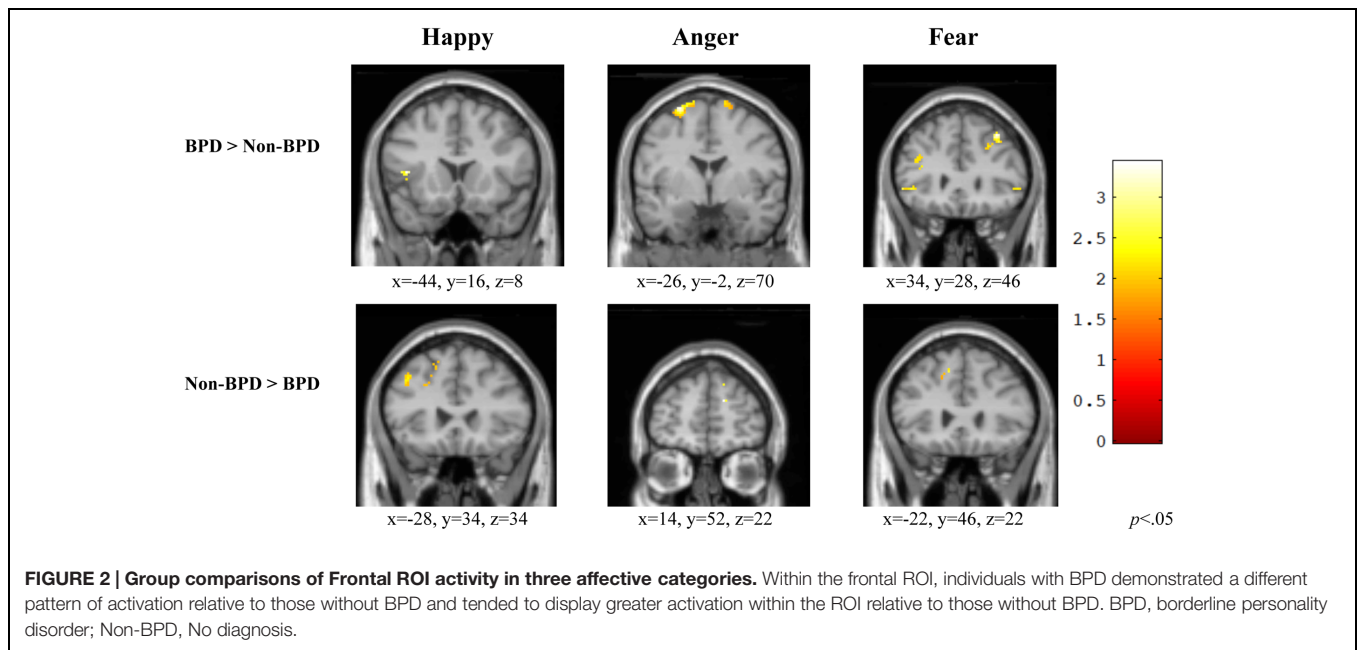 Happy Anger Fear
BPD > Non-BPD
x=-44, y=16, z=8 x=-26, y=-2, z=70 x=34, y=28, z=46
3
2.5
2
1.5
1
0.5
0
Non-BPD > BPD
x=-28, y=34, z=34 x=14, y=52, z=22 x=-22, y=46, z=22 p<.05
FIGURE 2 | Group comparisons of Frontal ROI activity in three affective categories. Within the frontal ROI, individuals with BPD demonstrated a different
pattern of activation relative to those without BPD and tended to display greater activation within the ROI relative to those without BPD. BPD, borderline personality
disorder; Non-BPD, No diagnosis.